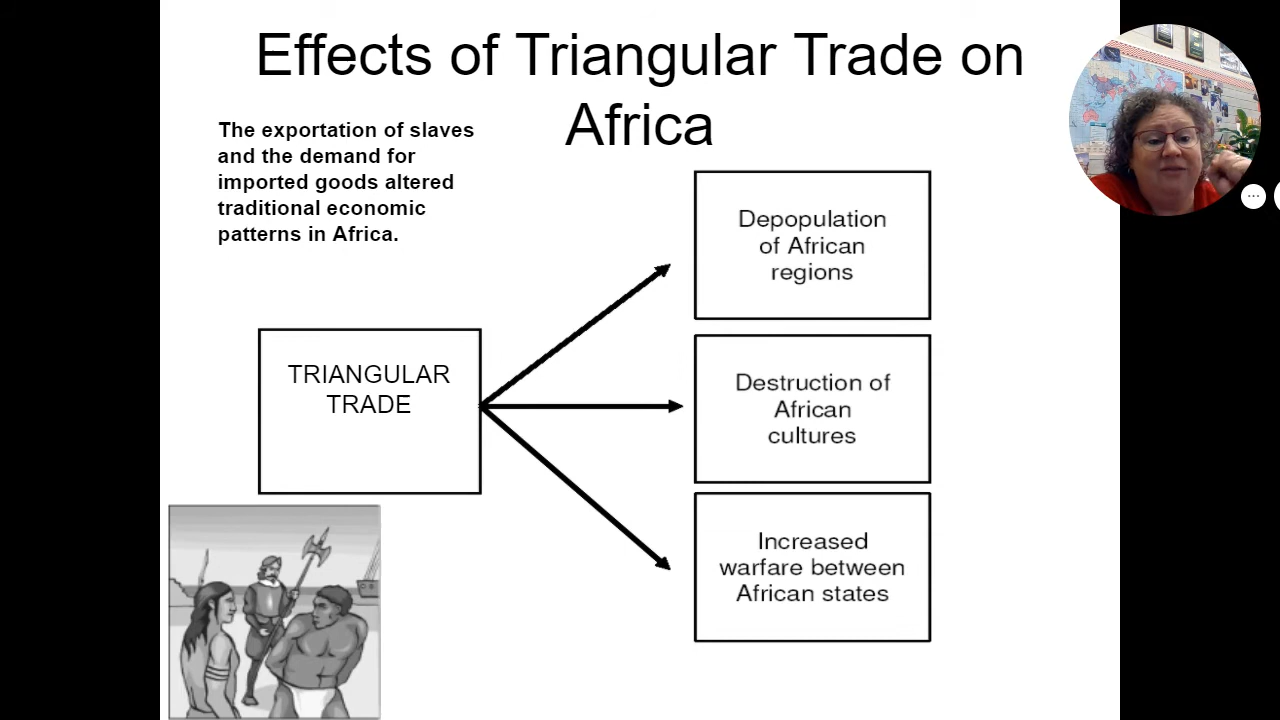 Effects of Triangular Trade on
Africa
The exportation of slaves
and the demand for
imported goods altered
traditional economic
patterns in Africa.
TRIANGULAR
TRADE
Depopulation
of African
regions
Destruction of
African
cultures
Increased
warfare between
African states